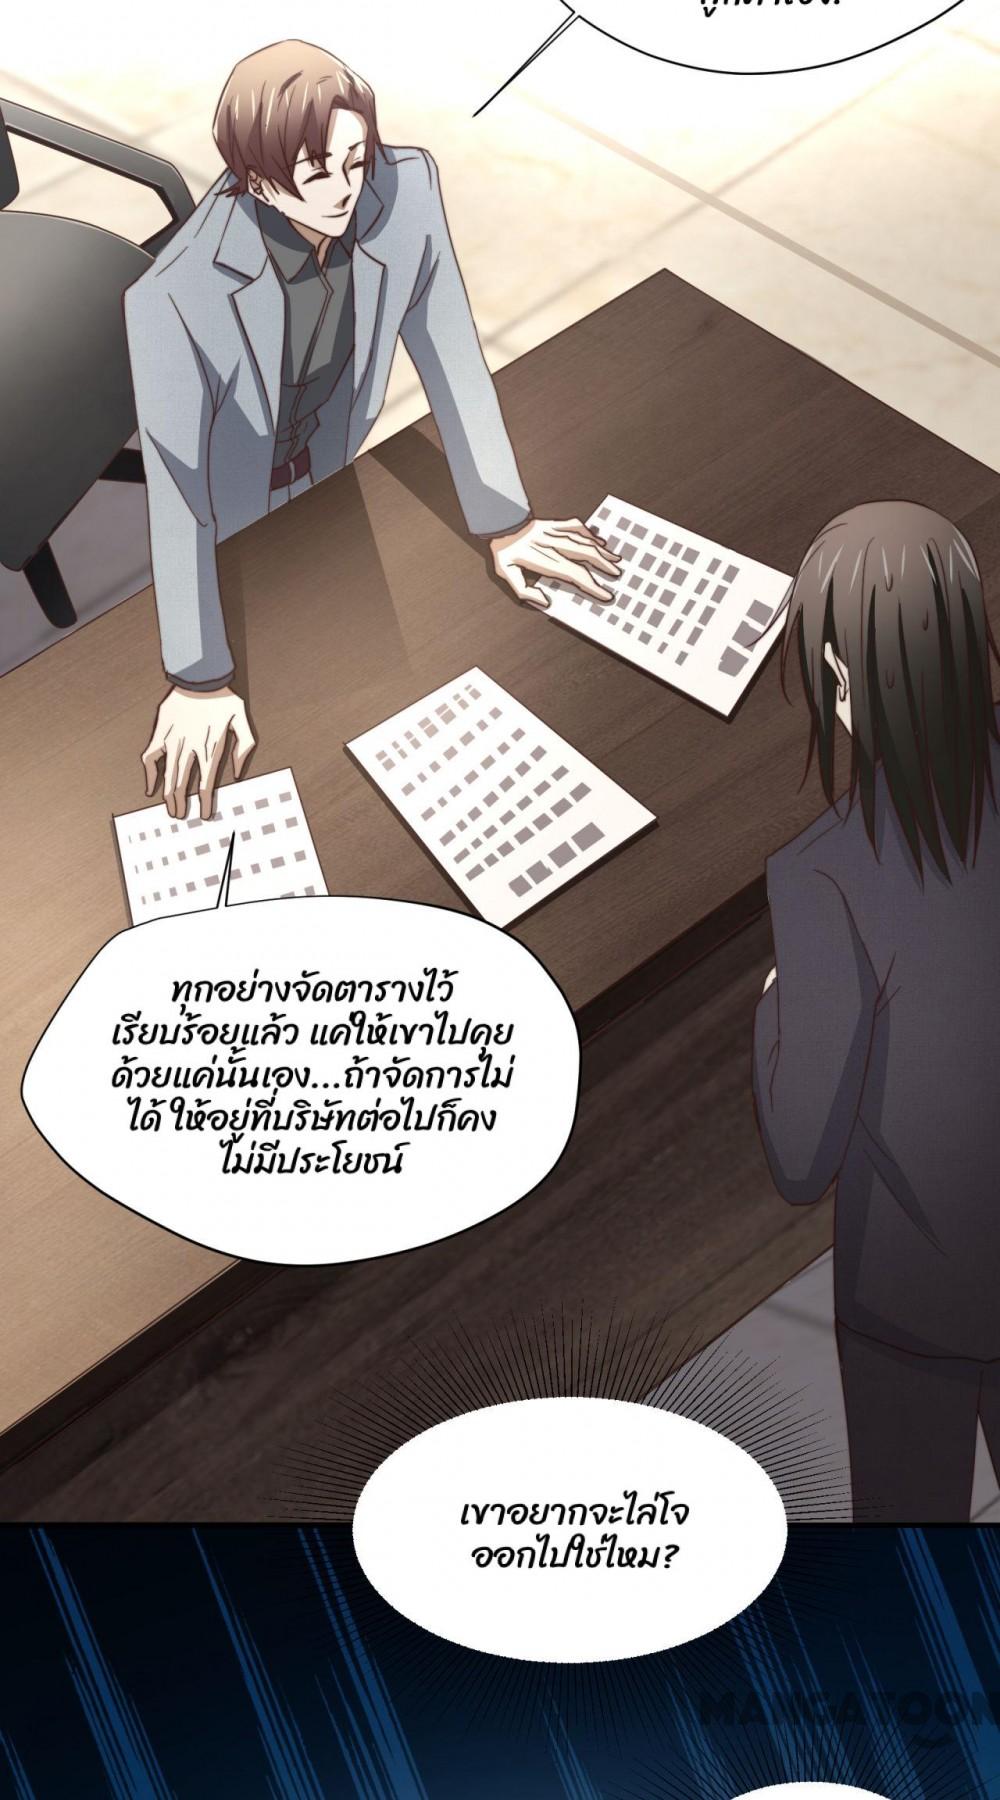 ทุกอย่างจัดตารางไว้
เรียบร้อยแล้ว แค่ให้เขาไปคุย
ด้วยแค่นั้นเอง...ถ้าจัดการไม่
ได้ ให้อยู่ที่บริษัทต่อไปก็คง
ไม่มีประโยชน์
เขาอยากจะไล่โจ
ออกไปใช่ไหม?
MANGATOON